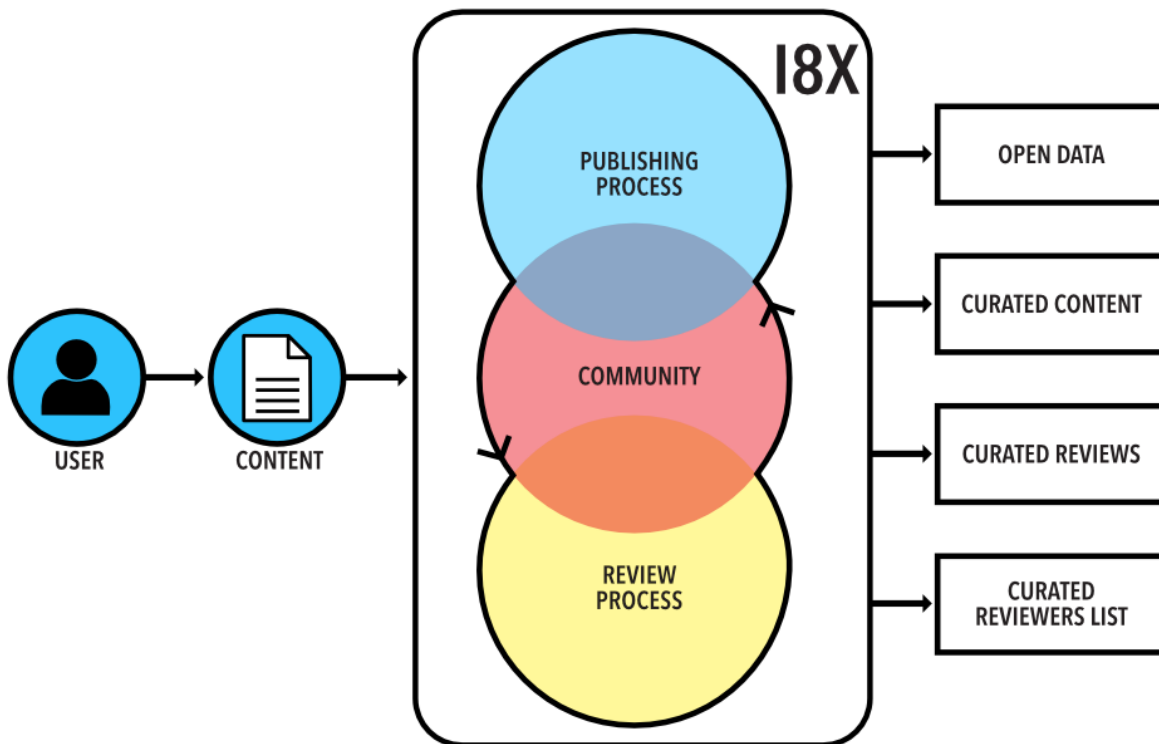 I8X
PUBLISHING
PROCESS
OPEN DATA
CURATED CONTENT
COMMUNITY
USER
CONTENT
CURATED REVIEWS
REVIEW
PROCESS
CURATED
REVIEWERS LIST